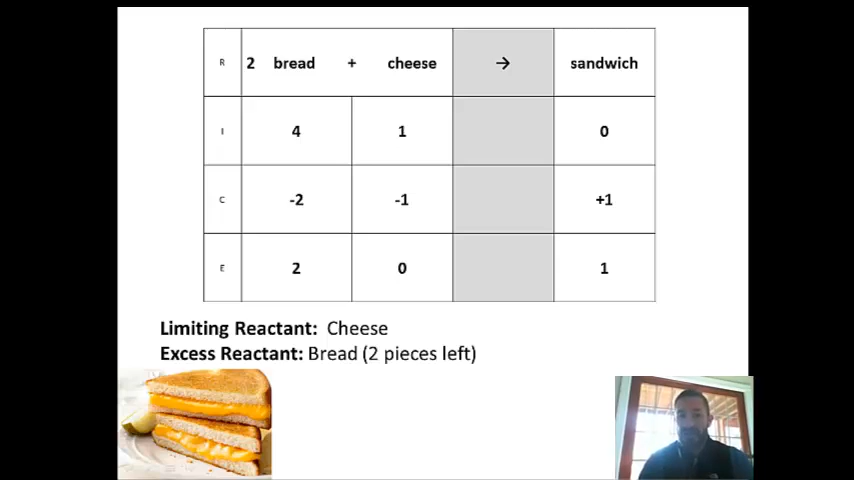 R 2 bread + cheese → sandwich
I 4 1 0
C -2 -1 +1
E 2 0 1
Limiting Reactant: Cheese
Excess Reactant: Bread (2 pieces left)